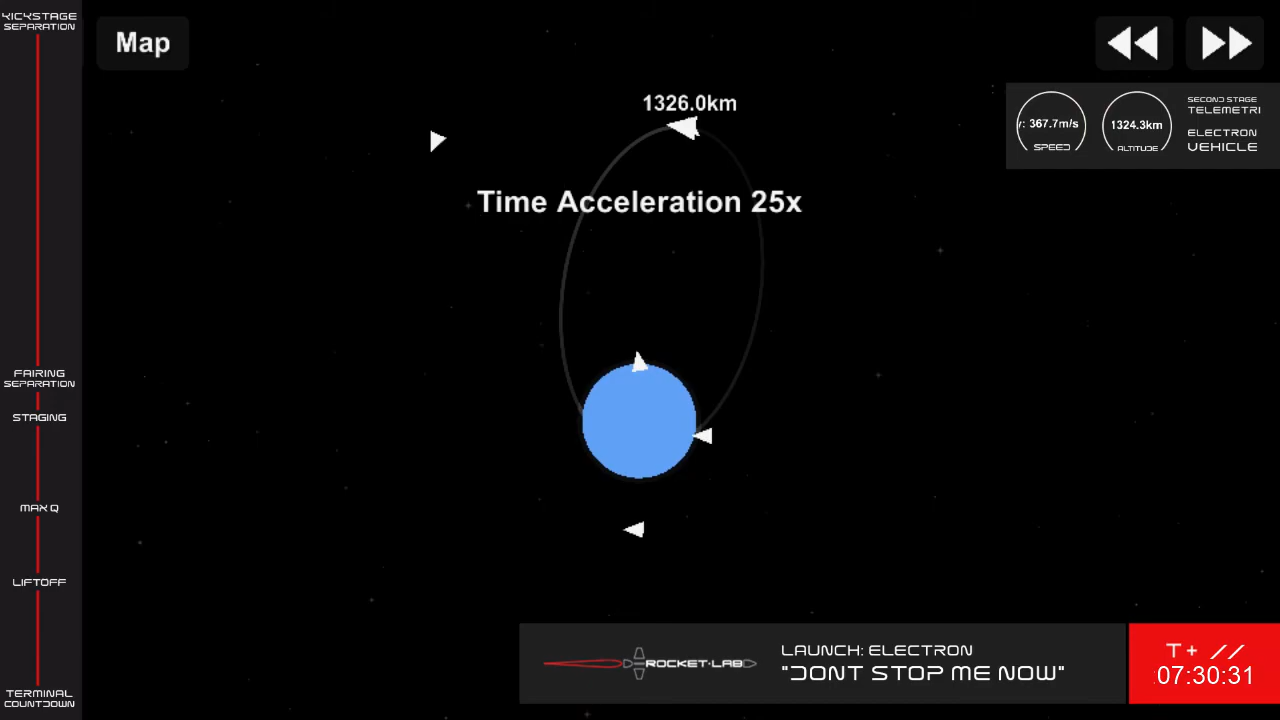 KICKSTAGE
SEPARATION
Map
1326.0km
Time Acceleration 25x
: 367.7m/s
SPEED
1324.3km
ALTITUDE
SECOND STAGE
TELEMETRI
ELECTRON
VEHICLE
FAIRING
SEPARATION
STAGING
MAX Q
LIFTOFF
TERMINAL
COUNTDOWN
ROCKET LAB
LAUNCH: ELECTRON
"DONT STOP ME NOW"
T+ //
07:30:31